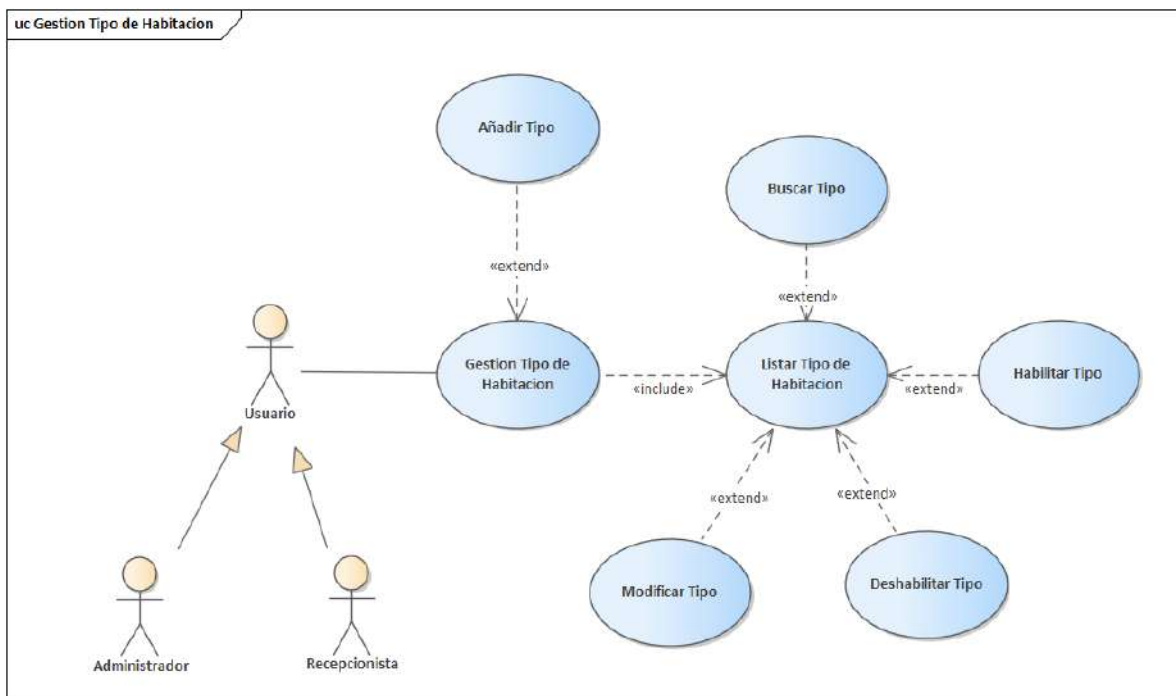 uc Gestion Tipo de Habitacion
Añadir Tipo
Buscar Tipo
«extend»
«extend»
Gestion Tipo de
Habitacion
Listar Tipo de
Habitacion
Habilitar Tipo
«include»
«extend»
Usuario
«extend»
«extend»
Modificar Tipo
Deshabilitar Tipo
Administrador
Recepcionista